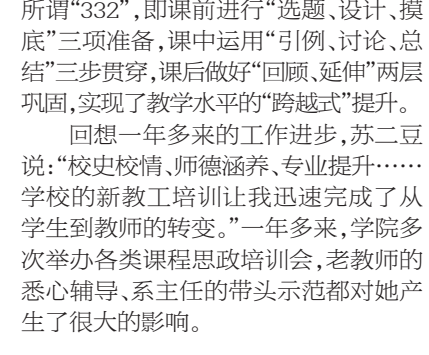 所谓“332”,即课前进行“选题、设计、摸
底”三项准备,课中运用“引例、讨论、总
结”三步贯穿,课后做好“回顾、延伸”两层
巩固,实现了教学水平的“跨越式”提升。
回想一年多来的工作进步,苏二豆
说:“校史校情、师德涵养、专业提升……
学校的新教工培训让我迅速完成了从
学生到教师的转变。”一年多来,学院多
次举办各类课程思政培训会,老教师的
悉心辅导、系主任的带头示范都对她产
生了很大的影响。